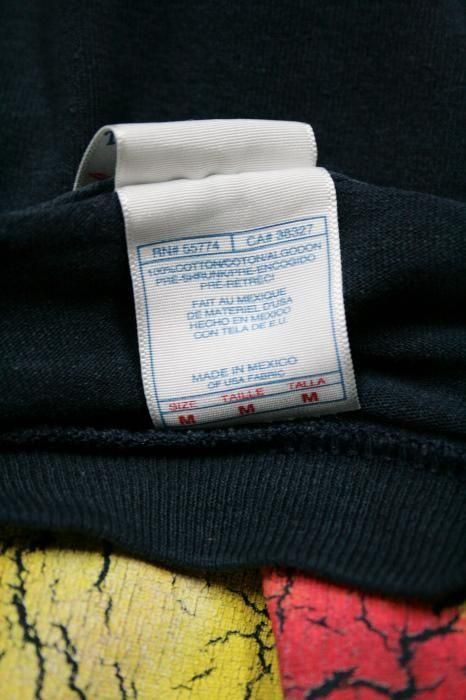 RN# 55774 CA# 38327
100%COTTON/COTON/ALGODON
PRE-SHRUNK/PRE-ENCOGIDO
PRE-RETRECI
FAIT AU MEXIQUE
DE MATERIEL D'USA
HECHO EN MEXICO
CON TELA DE E.U.
MADE IN MEXICO
OF USA FABRIC
SIZE TAILLE TALLA
M M M